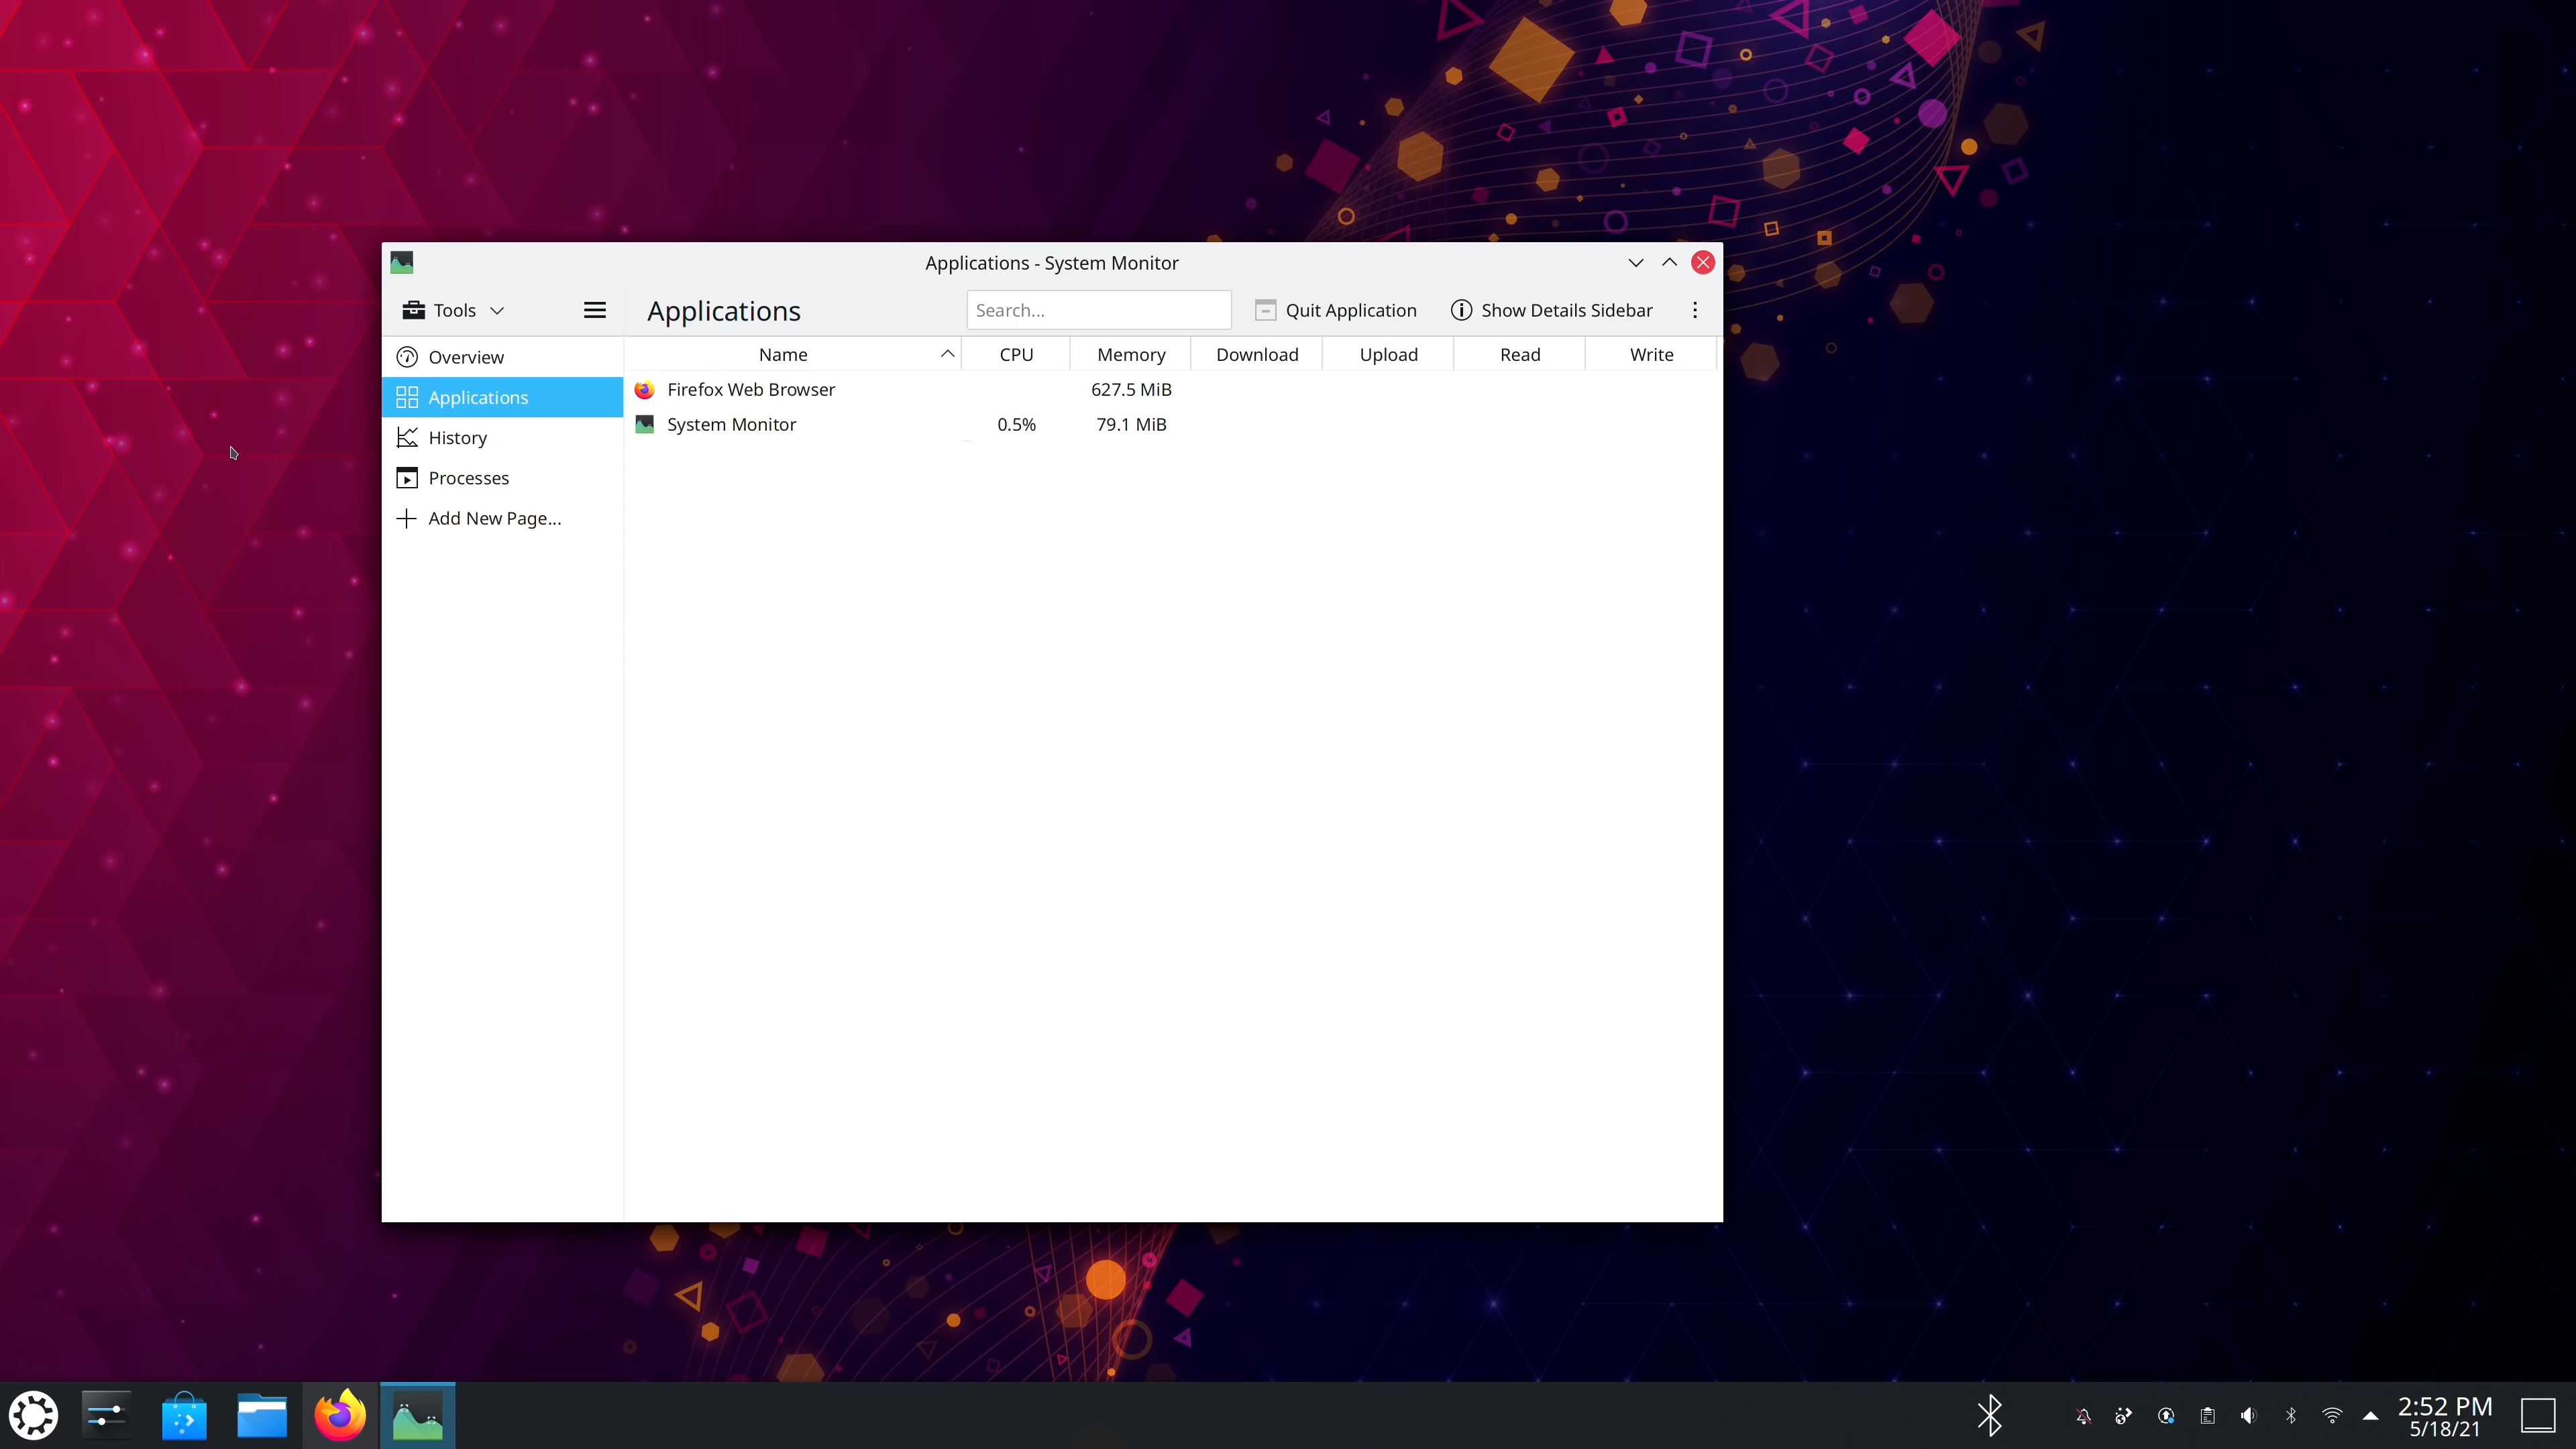 Applications - System Monitor
Tools
Applications
Search...
Quit Application
Show Details Sidebar
Overview
Applications
History
Processes
Add New Page...
Name CPU Memory Download Upload Read Write
Firefox Web Browser 627.5 MiB
System Monitor 0.5% 79.1 MiB
2:52 PM
5/18/21